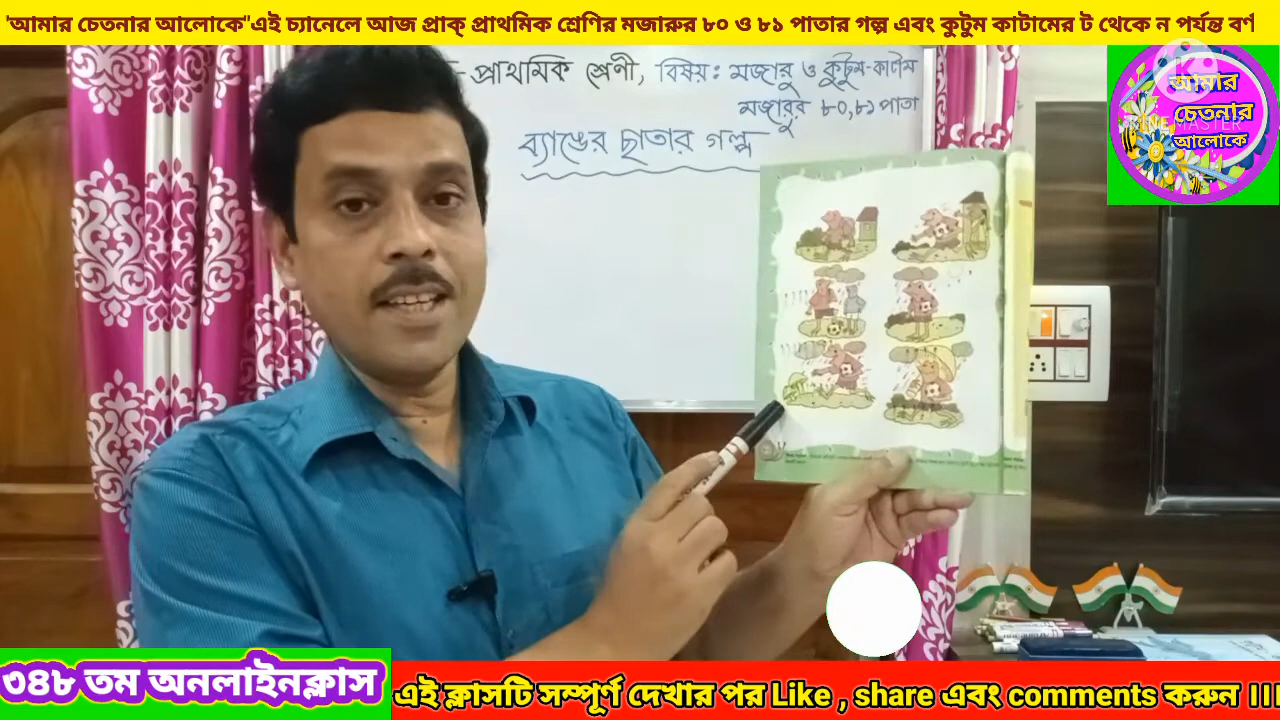 'আমার চেতনার আলোকে"এই চ্যানেলে আজ প্রাক্ প্রাথমিক শ্রেণির মজারুর ৮০ ও ৮১ পাতার গল্প এবং কুটুম কাটামের ট থেকে ন পর্যন্ত বর্ণ
- প্রাথমিক শ্রেণী, বিষয়: মজারু ও কুটুম-কাটাম
মজারুর ৮০,৮১ পাতা
ব্যাঙের ছাতার গল্প
আমার
চেতনার
MASTER
আলোকে
৩৪৮ তম অনলাইনক্লাস
এই ক্লাসটি সম্পূর্ণ দেখার পর Like , share এবং comments করুন ।।।